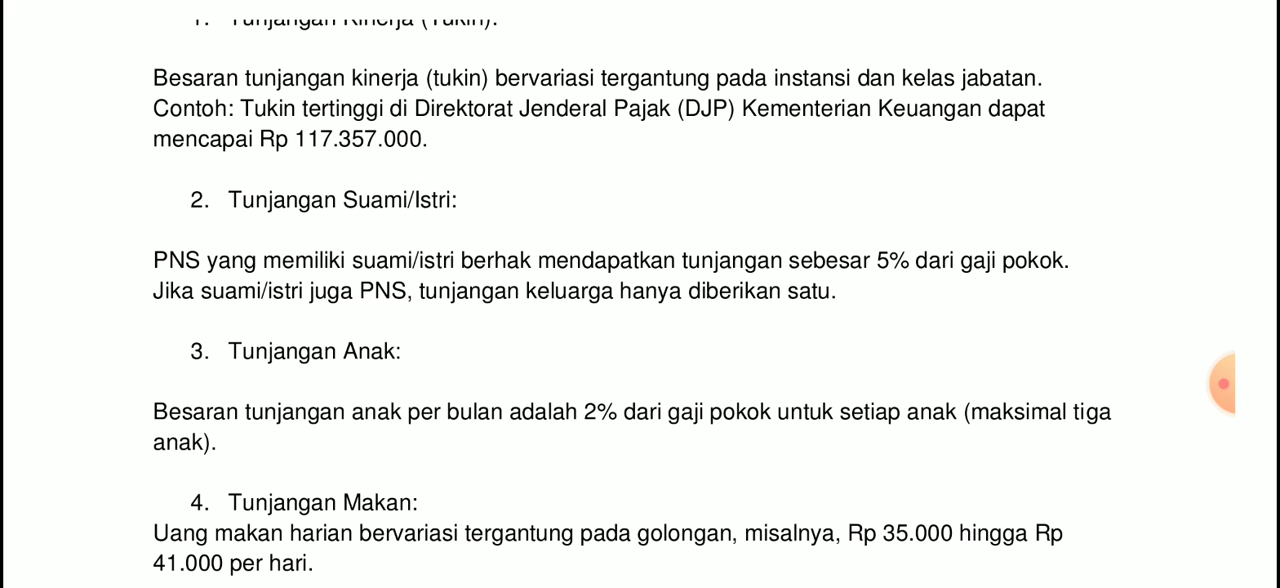 1. Tunjangan Kinerja (Tukin):
Besaran tunjangan kinerja (tukin) bervariasi tergantung pada instansi dan kelas jabatan.
Contoh: Tukin tertinggi di Direktorat Jenderal Pajak (DJP) Kementerian Keuangan dapat
mencapai Rp 117.357.000.
2. Tunjangan Suami/Istri:
PNS yang memiliki suami/istri berhak mendapatkan tunjangan sebesar 5% dari gaji pokok.
Jika suami/istri juga PNS, tunjangan keluarga hanya diberikan satu.
3. Tunjangan Anak:
Besaran tunjangan anak per bulan adalah 2% dari gaji pokok untuk setiap anak (maksimal tiga
anak).
4. Tunjangan Makan:
Uang makan harian bervariasi tergantung pada golongan, misalnya, Rp 35.000 hingga Rp
41.000 per hari.